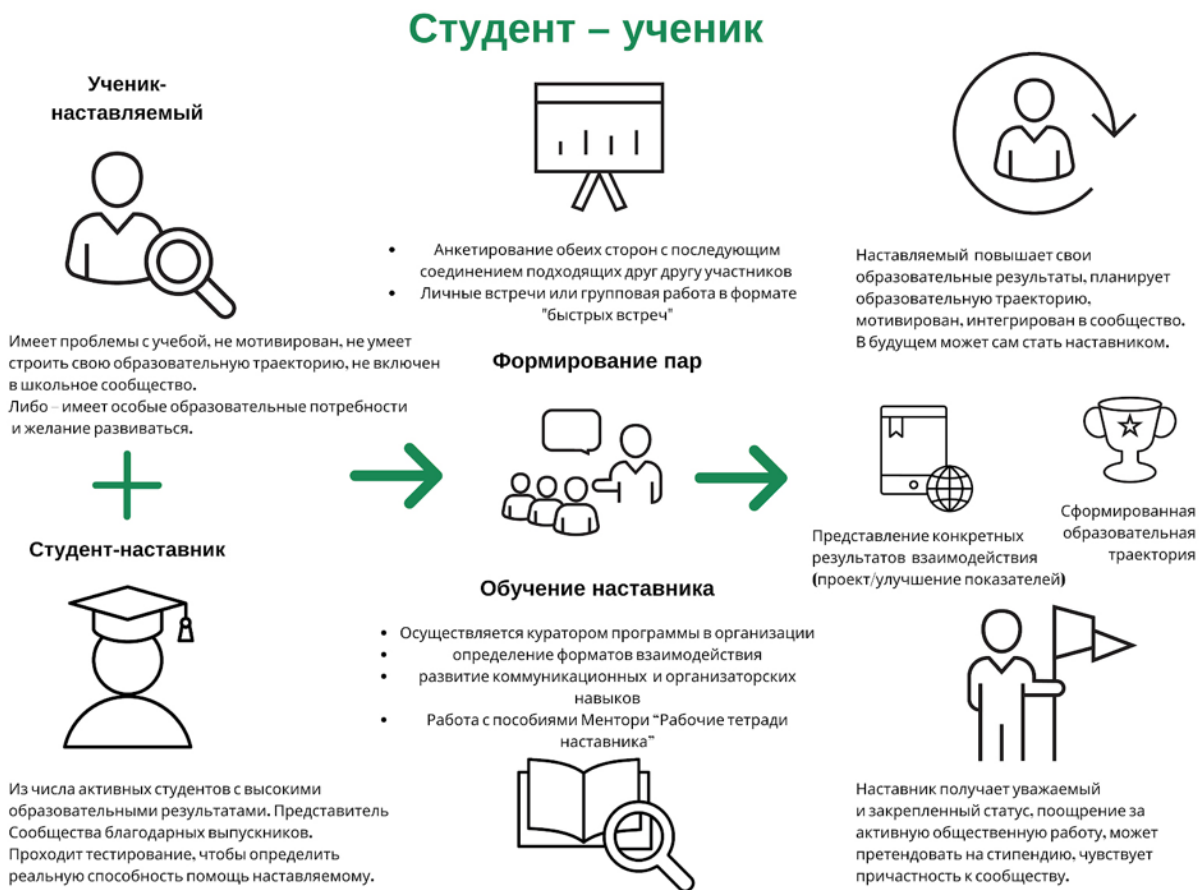 Студент – ученик
Ученик-
наставляемый
Имеет проблемы с учебой, не мотивирован, не умеет
строить свою образовательную траекторию, не включен
в школьное сообщество.
Либо – имеет особые образовательные потребности
и желание развиваться.
Студент-наставник
Из числа активных студентов с высокими
образовательными результатами. Представитель
Сообщества благодарных выпускников.
Проходит тестирование, чтобы определить
реальную способность помощь наставляемому.
• Анкетирование обеих сторон с последующим
соединением подходящих друг другу участников
• Личные встречи или групповая работа в формате
"быстрых встреч"
Формирование пар
Обучение наставника
• Осуществляется куратором программы в организации
• определение форматов взаимодействия
• развитие коммуникационных и организаторских
навыков
• Работа с пособиями Ментори “Рабочие тетради
наставника”
Наставляемый повышает свои
образовательные результаты, планирует
образовательную траекторию,
мотивирован, интегрирован в сообщество.
В будущем может сам стать наставником.
Представление конкретных
результатов взаимодействия
(проект/улучшение показателей)
Сформированная
образовательная
траектория
Наставник получает уважаемый
и закрепленный статус, поощрение за
активную общественную работу, может
претендовать на стипендию, чувствует
причастность к сообществу.